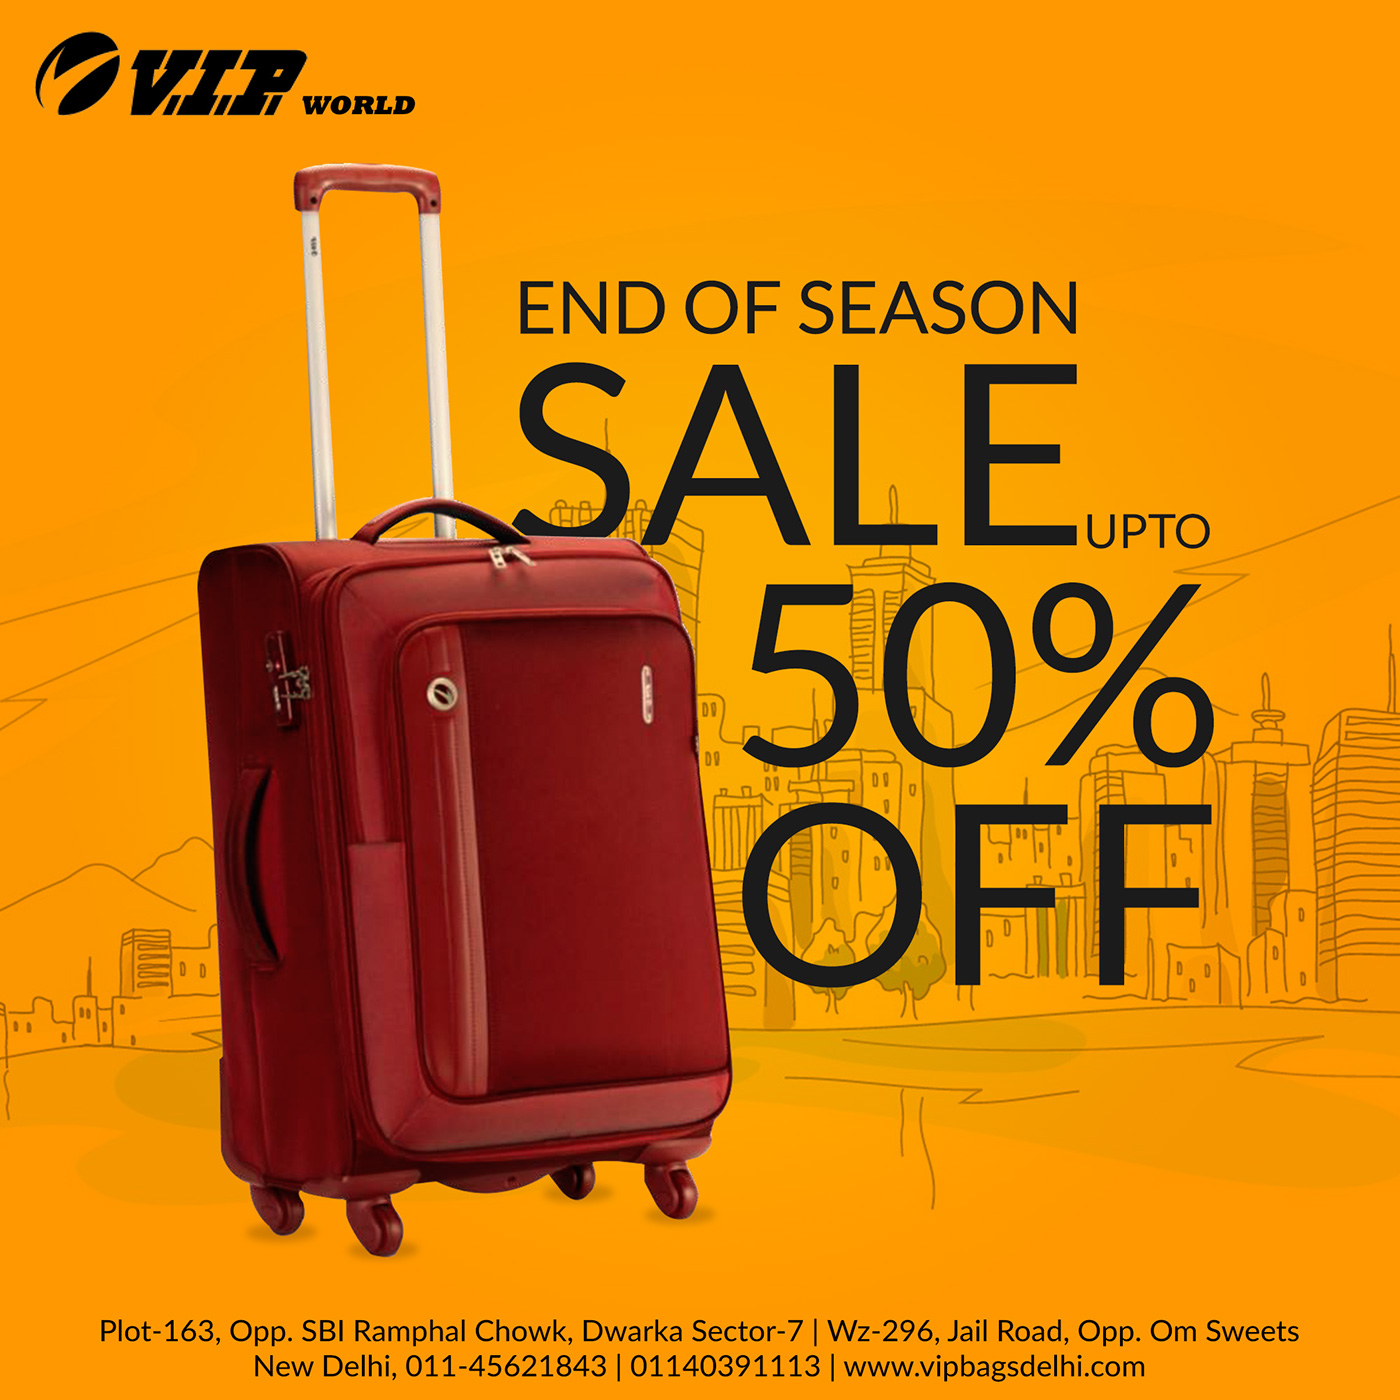 V.I.P WORLD
END OF SEASON
SALE UPTO
50%
OFF
Plot-163, Opp. SBI Ramphal Chowk, Dwarka Sector-7 | Wz-296, Jail Road, Opp. Om Sweets
New Delhi, 011-45621843 | 01140391113 | www.vipbagsdelhi.com